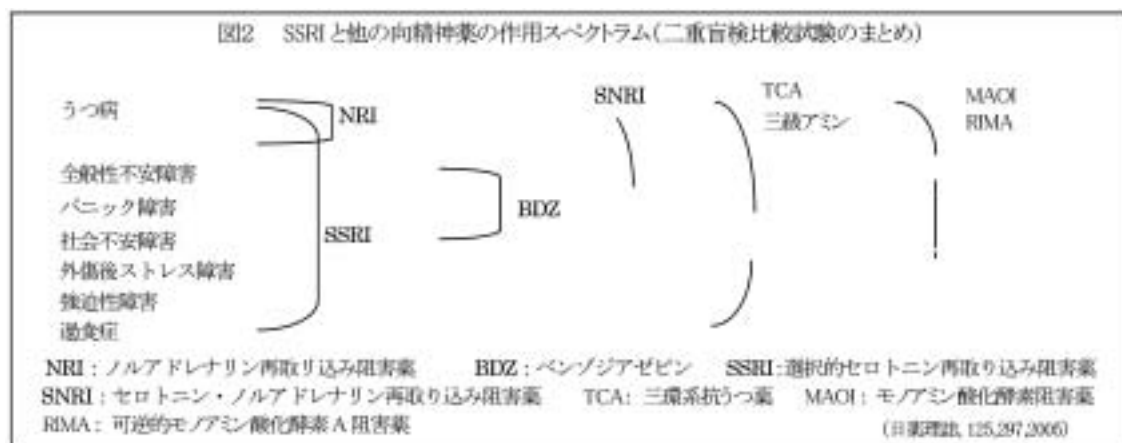 図2 SSRIと他の向精神薬の作用スペクトラム(二重盲検比較試験のまとめ)
うつ病
全般性不安障害
パニック障害
社会不安障害
外傷後ストレス障害
強迫性障害
過食症
NRI
SSRI
BDZ
SNRI
TCA
三級アミン
MAOI
RIMA
NRI：ノルアドレナリン再取り込み阻害薬 BDZ：ベンゾジアゼピン SSRI：選択的セロトニン再取り込み阻害薬
SNRI：セロトニン・ノルアドレナリン再取り込み阻害薬 TCA：三環系抗うつ薬 MAOI：モノアミン酸化酵素阻害薬
RIMA：可逆的モノアミン酸化酵素A阻害薬
(日薬理誌, 125,297,2005)